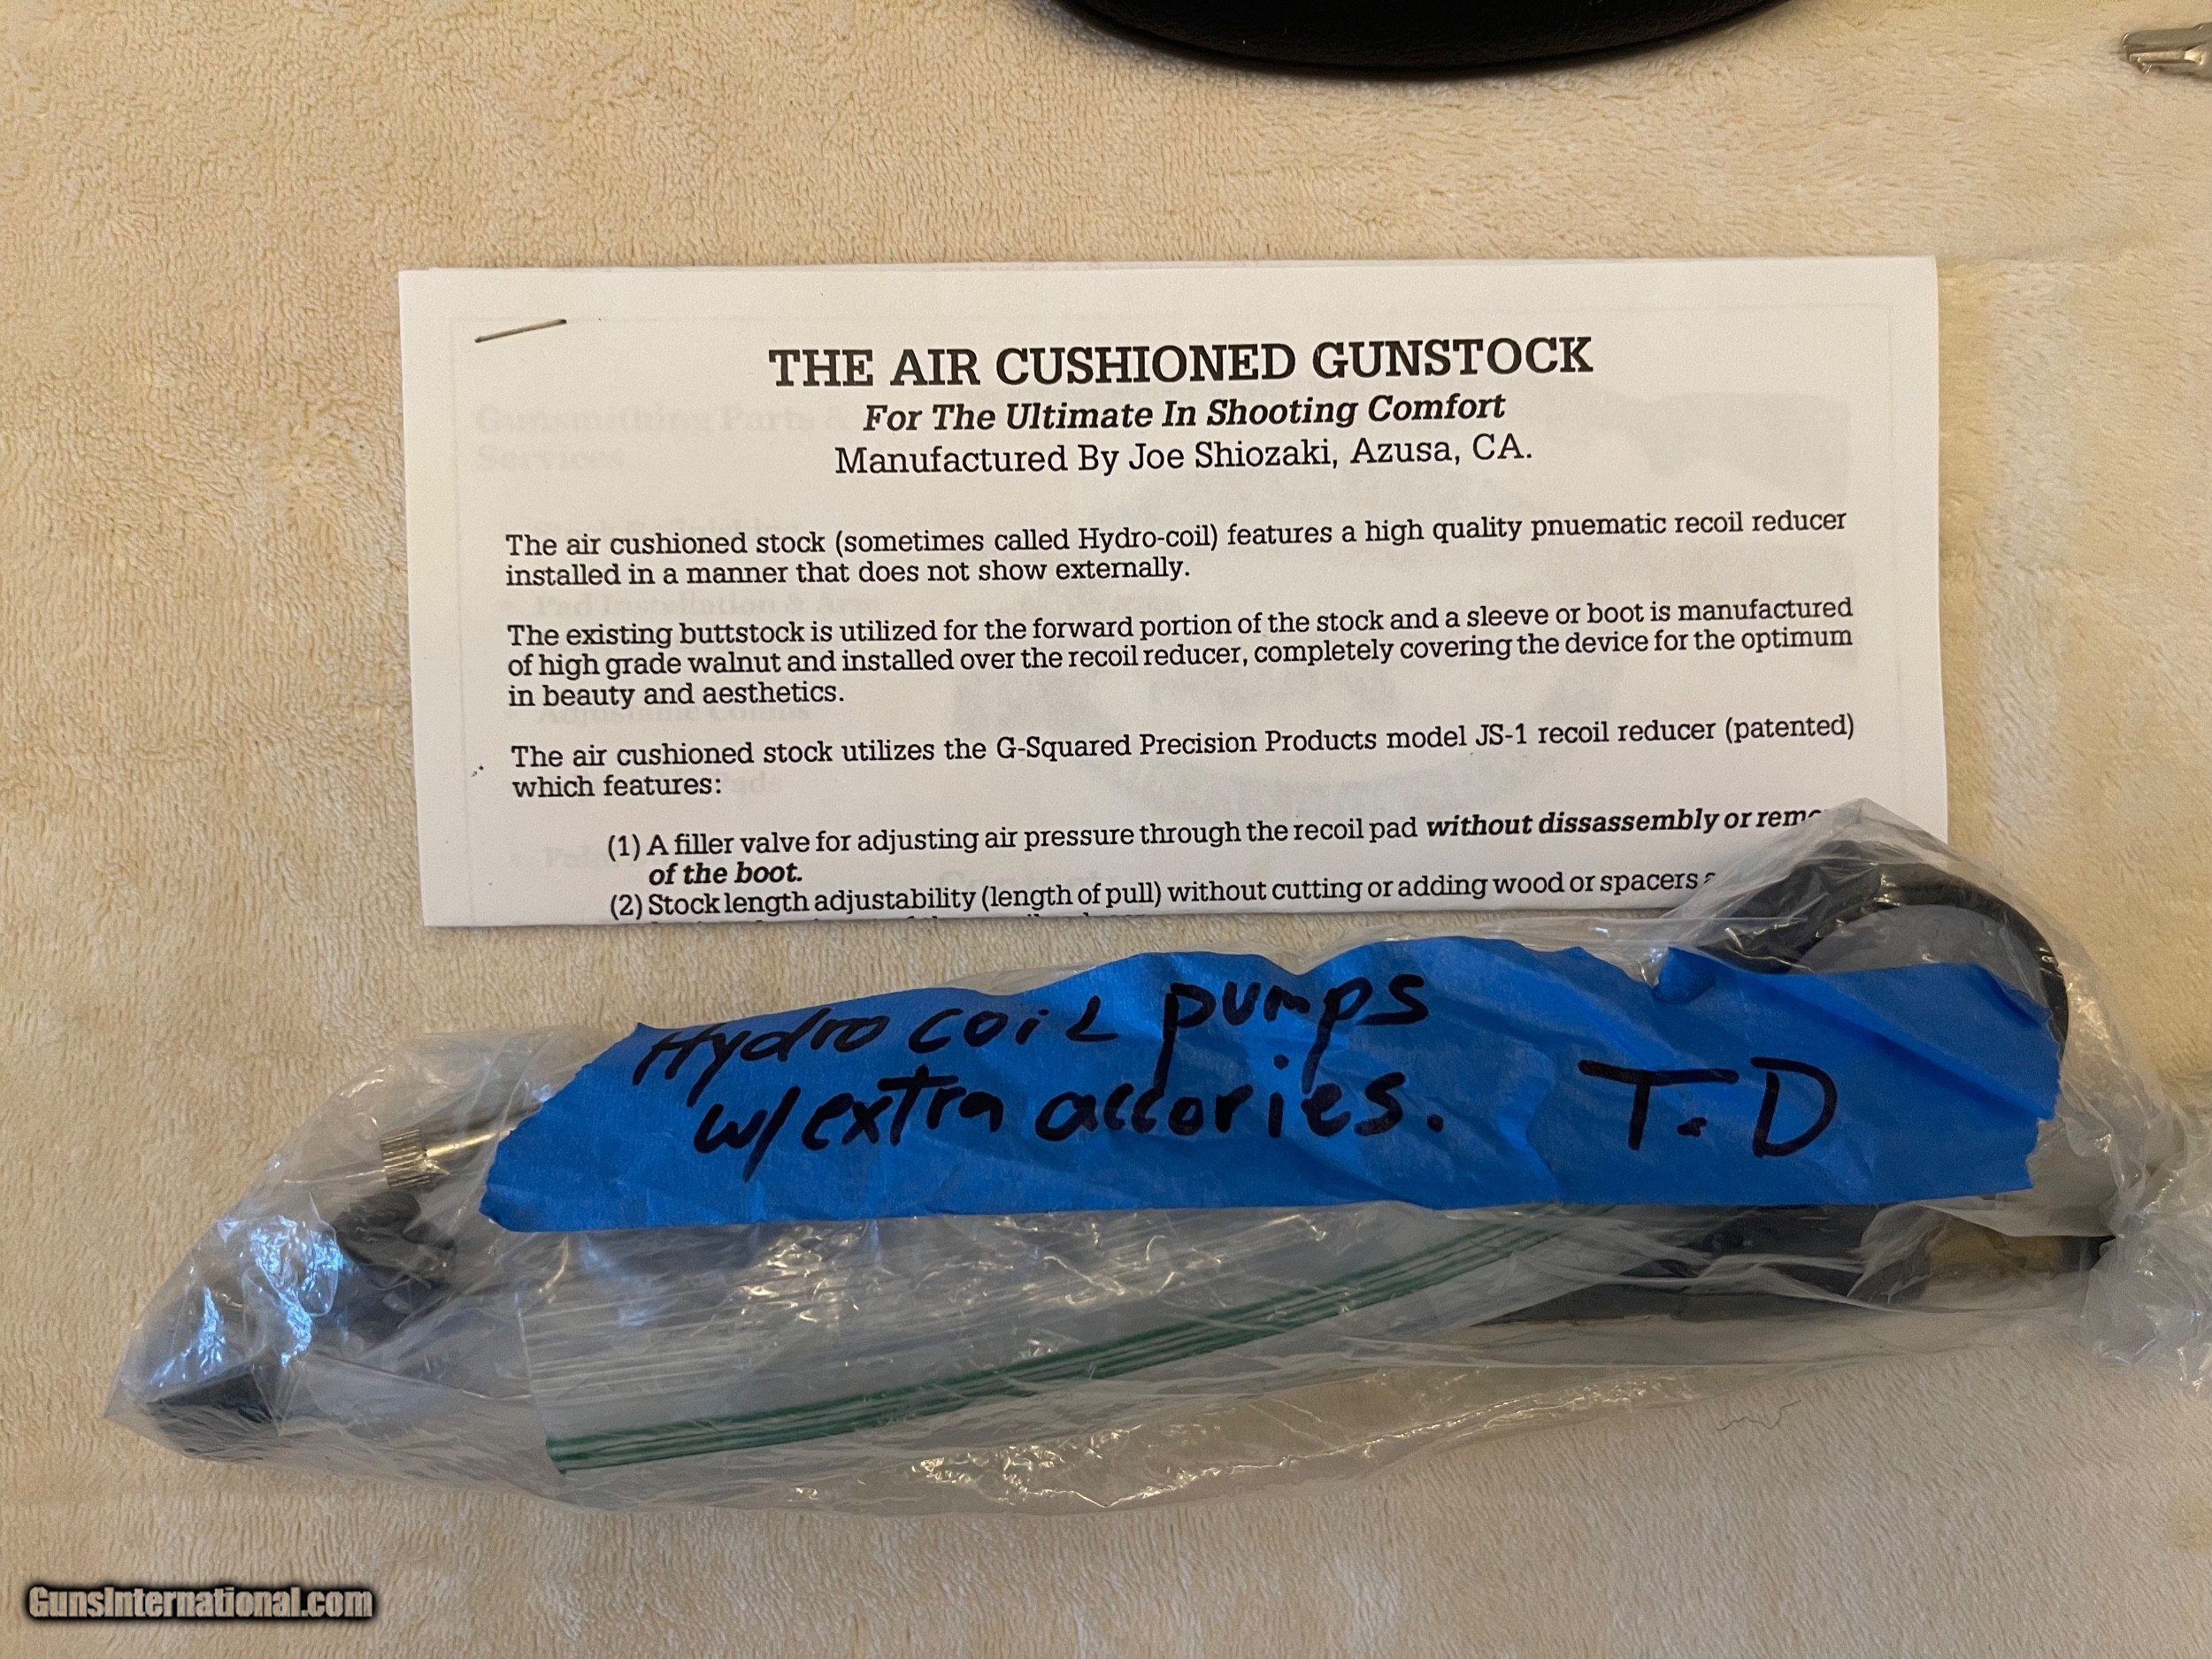 THE AIR CUSHIONED GUNSTOCK
For The Ultimate In Shooting Comfort
Manufactured By Joe Shiozaki, Azusa, CA.
The air cushioned stock (sometimes called Hydro-coil) features a high quality pnuematic recoil reducer
installed in a manner that does not show externally.
The existing buttstock is utilized for the forward portion of the stock and a sleeve or boot is manufactured
of high grade walnut and installed over the recoil reducer, completely covering the device for the optimum
in beauty and aesthetics.
The air cushioned stock utilizes the G-Squared Precision Products model JS-1 recoil reducer (patented)
which features:
(1) A filler valve for adjusting air pressure through the recoil pad without dissassembly or
of the boot.
(2) Stock length adjustability (length of pull) without cutting or adding wood or spacers
Hydro coil pumps
w/extra accories. T.D
GunsInternational.com